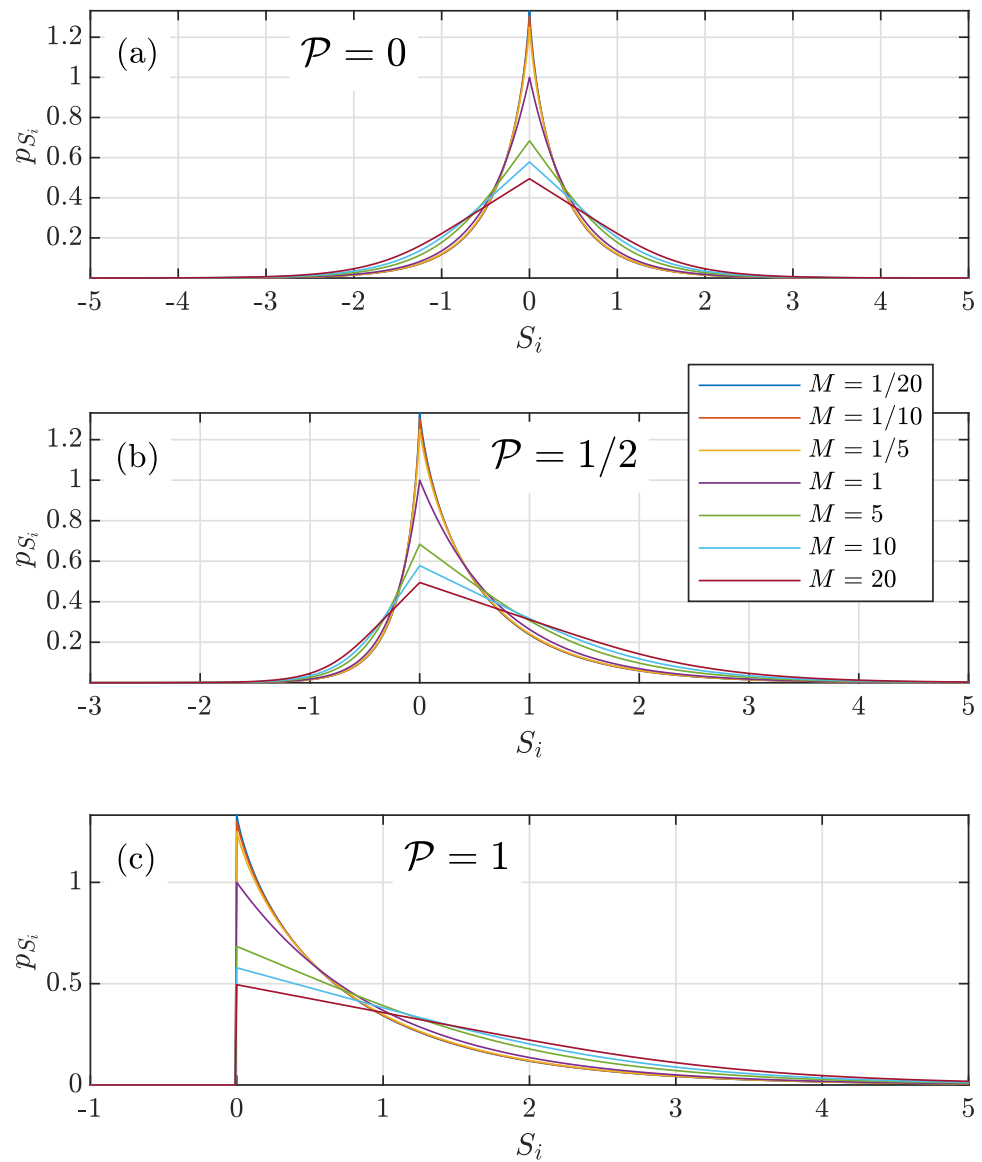 (a) 𝒫 = 0
1.2
1
0.8
0.6
0.4
0.2
p_{S_i}
-5 -4 -3 -2 -1 0 1 2 3 4 5
S_i
M = 1/20
M = 1/10
M = 1/5
M = 1
M = 5
M = 10
M = 20
(b) 𝒫 = 1/2
1.2
1
0.8
0.6
0.4
0.2
p_{S_i}
-3 -2 -1 0 1 2 3 4 5
S_i
(c) 𝒫 = 1
1
0.5
0
p_{S_i}
-1 0 1 2 3 4 5
S_i